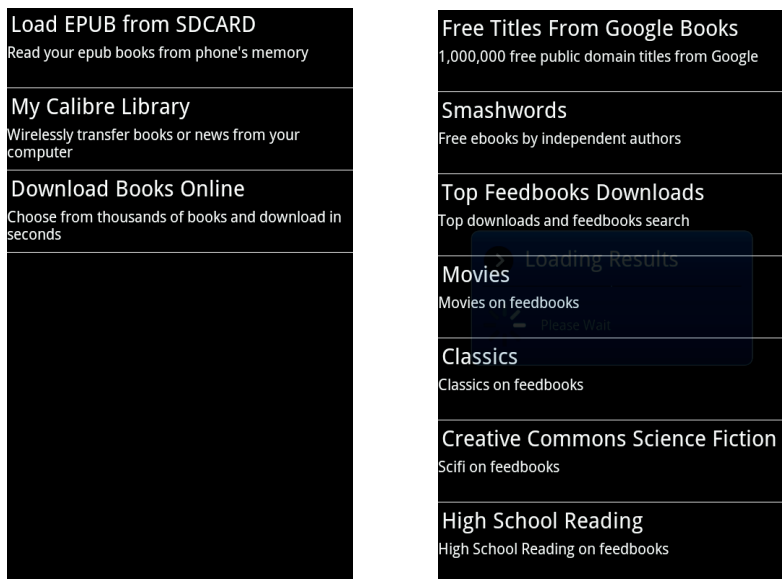 Load EPUB from SDCARD
Read your epub books from phone's memory
My Calibre Library
Wirelessly transfer books or news from your
computer
Download Books Online
Choose from thousands of books and download in
seconds
Free Titles From Google Books
1,000,000 free public domain titles from Google
Smashwords
Free ebooks by independent authors
Top Feedbooks Downloads
Top downloads and feedbooks search
Loading Results
Movies
Movies on feedbooks
Please Wait
Classics
Classics on feedbooks
Creative Commons Science Fiction
Scifi on feedbooks
High School Reading
High School Reading on feedbooks